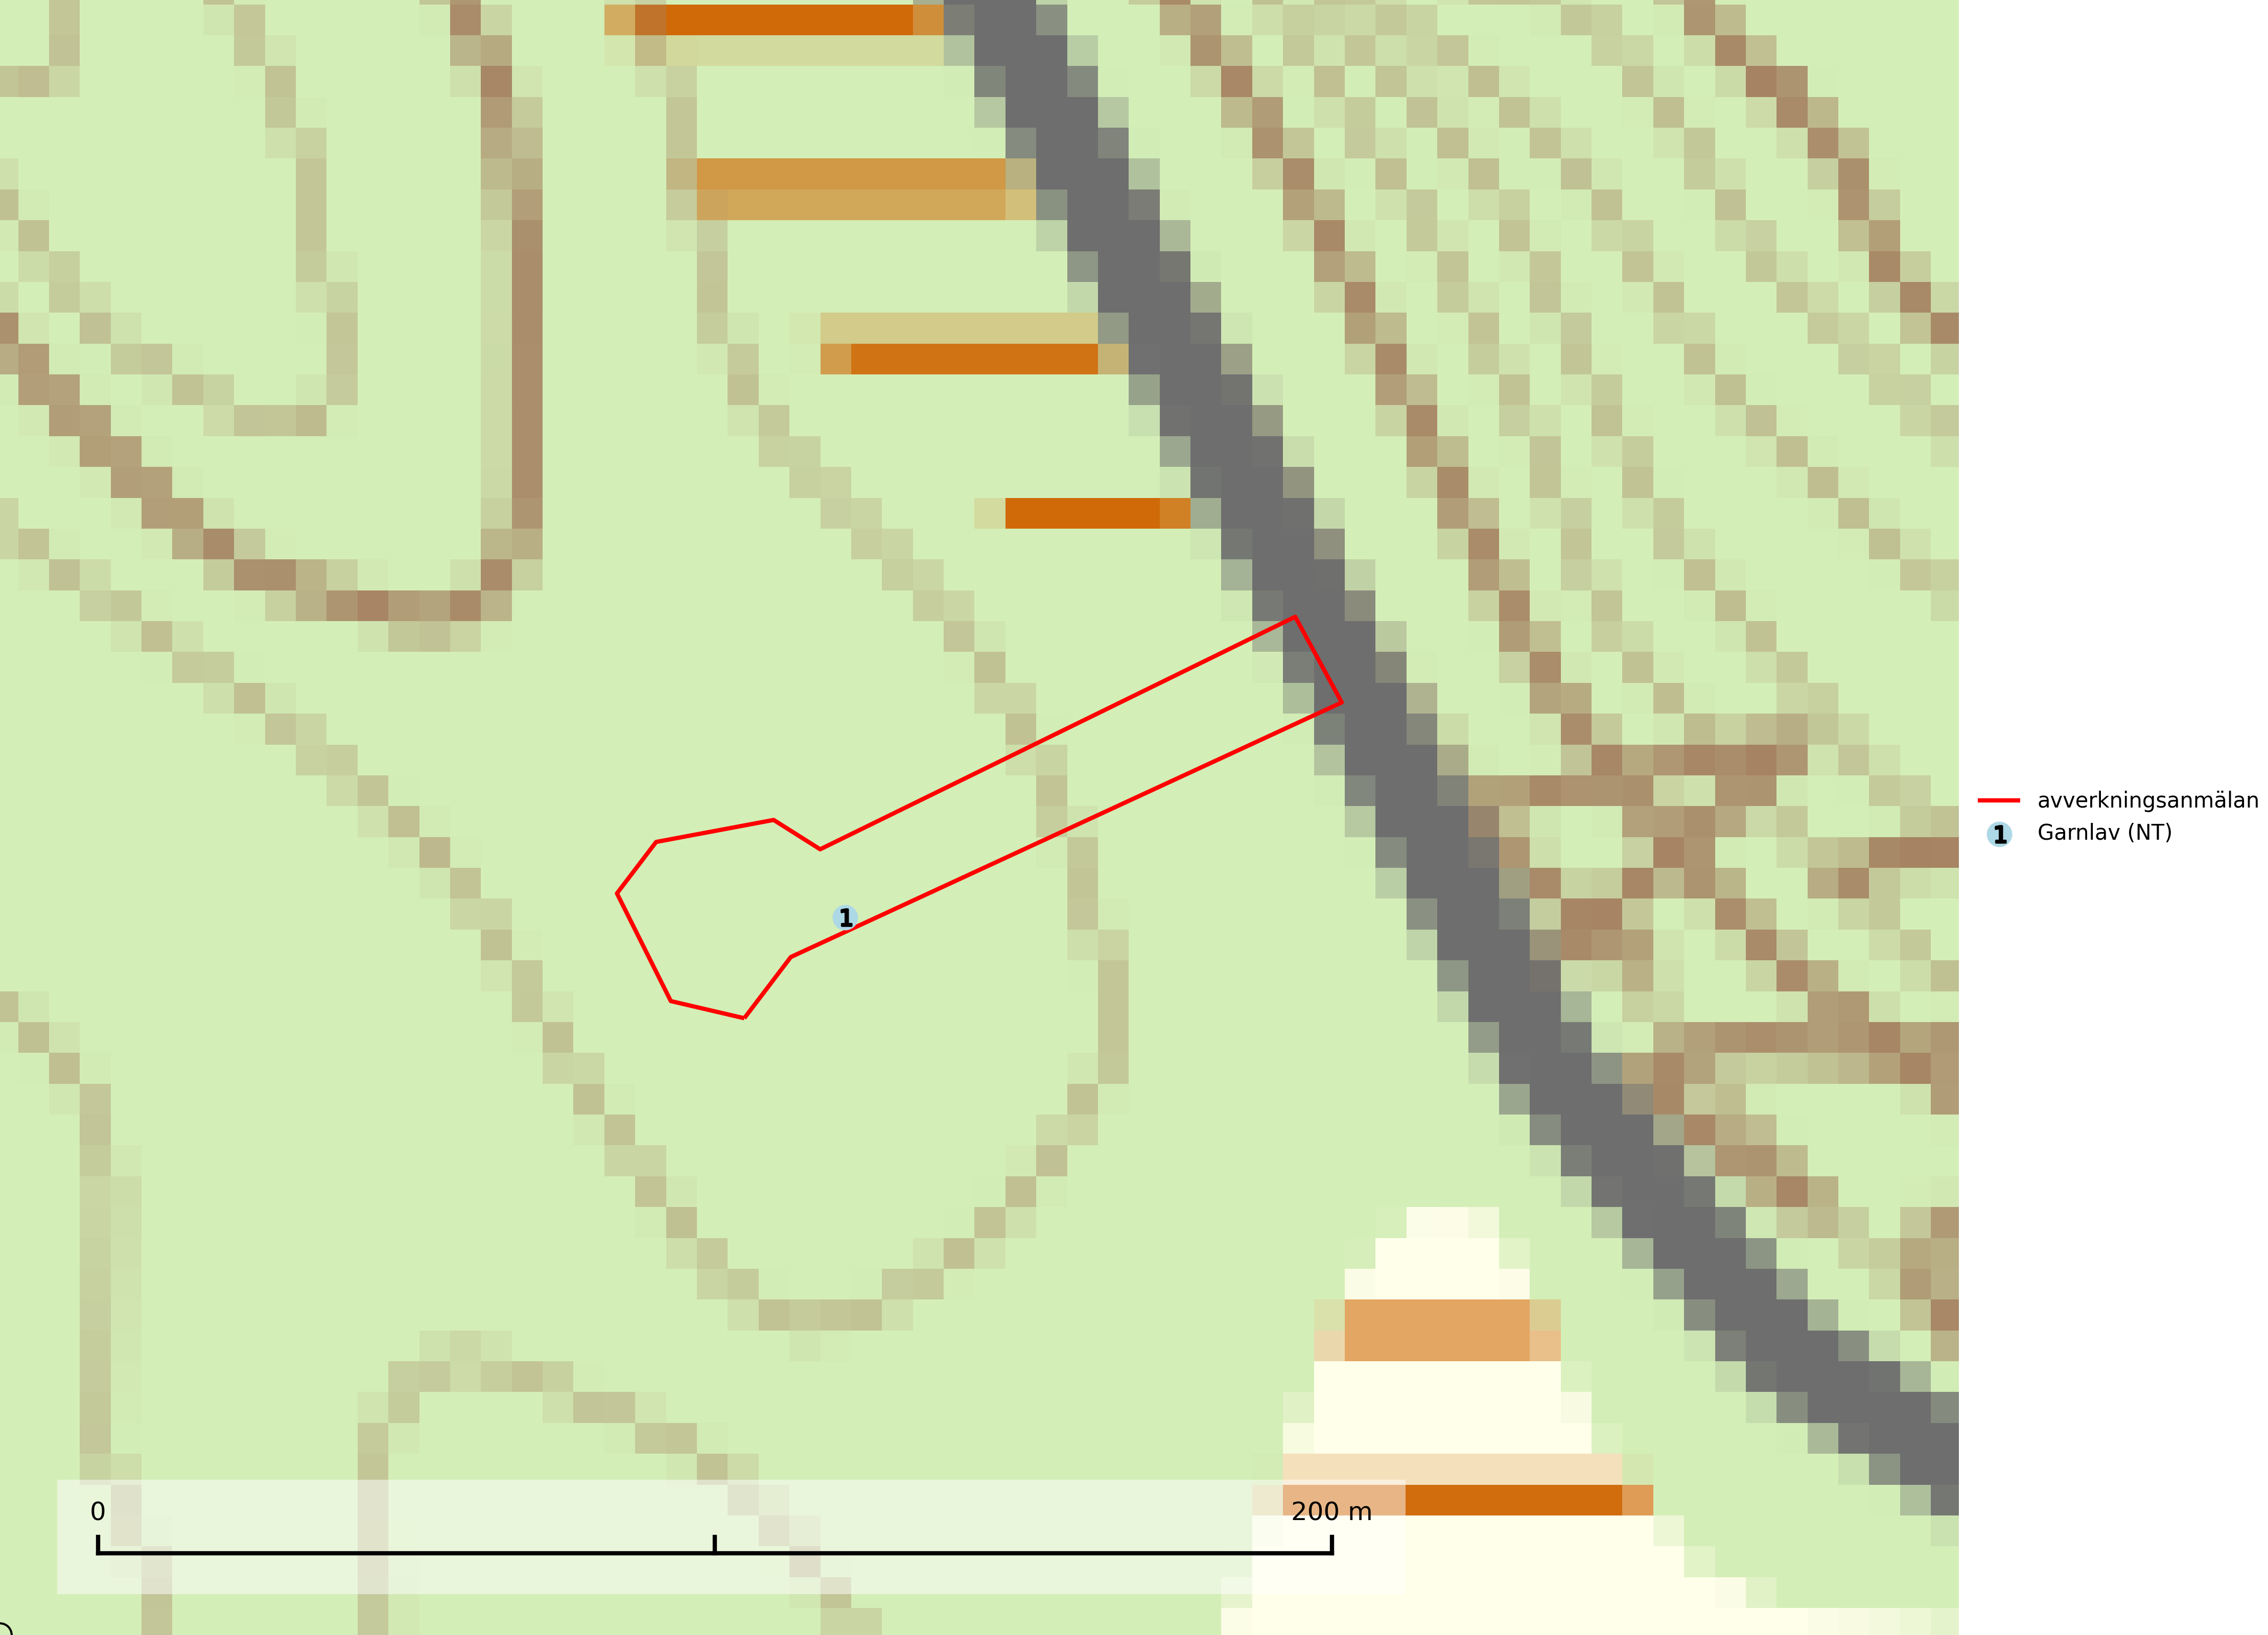 avverkningsanmälan
1 Garnlav (NT)
1
0 200 m